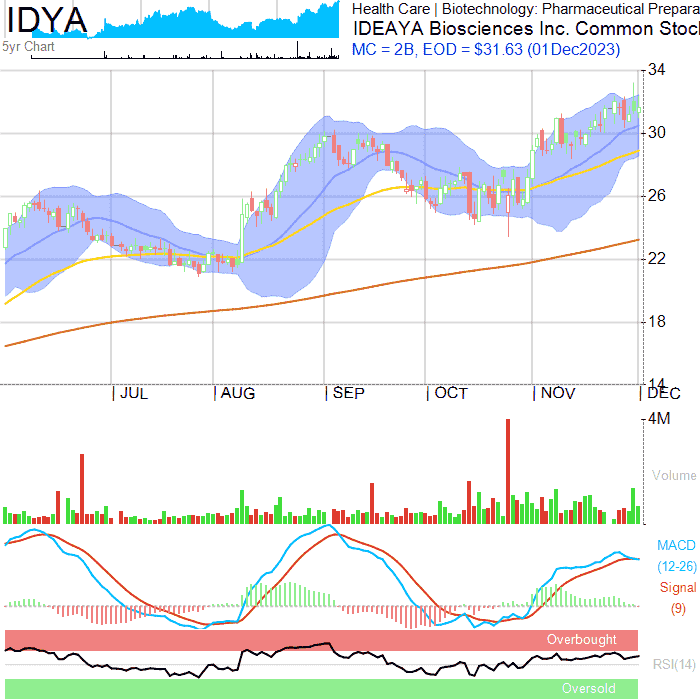 IDYA
5yr Chart
Health Care | Biotechnology: Pharmaceutical Prepara
IDEAYA Biosciences Inc. Common Stoc
MC = 2B, EOD = $31.63 (01Dec2023)
34
30
26
22
18
14
| JUL | AUG | SEP | OCT | NOV | DEC
4M
Volume
MACD
(12-26)
Signal
(9)
Overbought
RSI(14)
Oversold